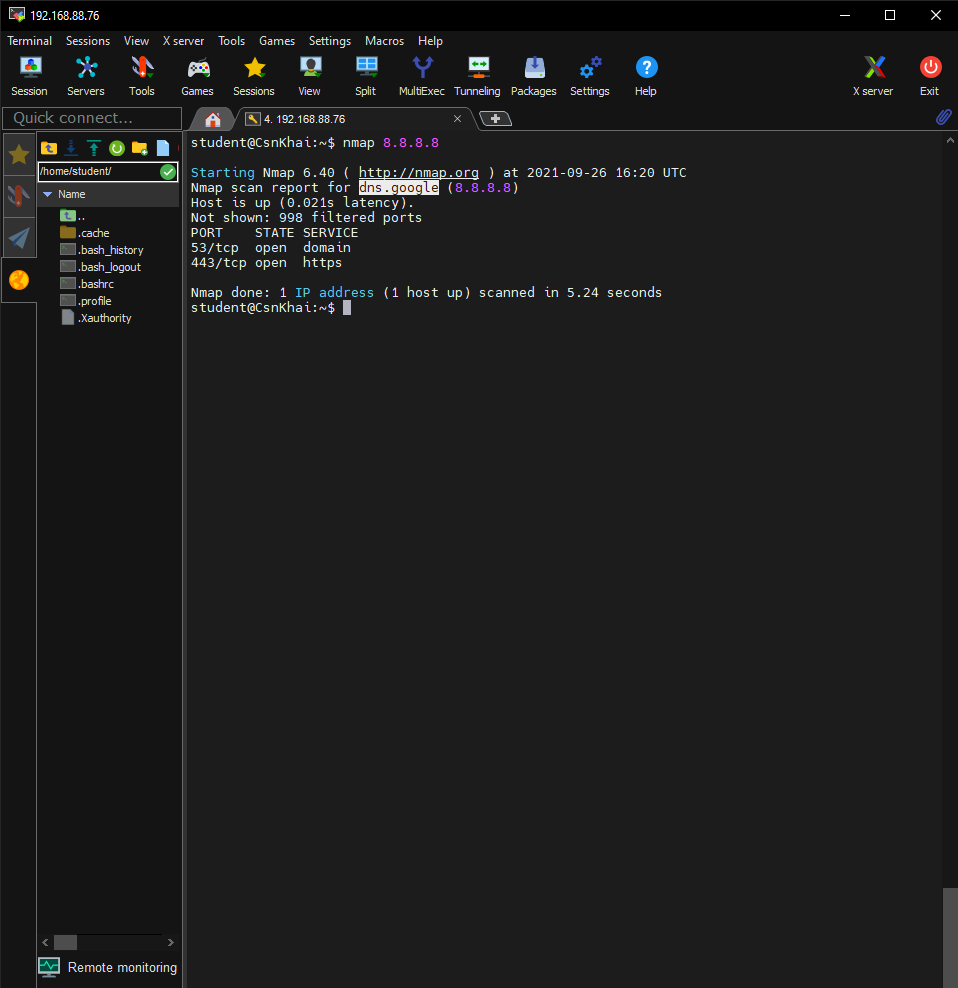 192.168.88.76
Terminal Sessions View X server Tools Games Settings Macros Help
Session Servers Tools Games Sessions View Split MultiExec Tunneling Packages Settings Help X server Exit
Quick connect...
4. 192.168.88.76
/home/student/
Name
..
.cache
.bash_history
.bash_logout
.bashrc
.profile
.Xauthority
Remote monitoring
student@CsnKhai:~$ nmap 8.8.8.8
Starting Nmap 6.40 ( http://nmap.org ) at 2021-09-26 16:20 UTC
Nmap scan report for dns.google (8.8.8.8)
Host is up (0.021s latency).
Not shown: 998 filtered ports
PORT    STATE SERVICE
53/tcp  open  domain
443/tcp open  https
Nmap done: 1 IP address (1 host up) scanned in 5.24 seconds
student@CsnKhai:~$